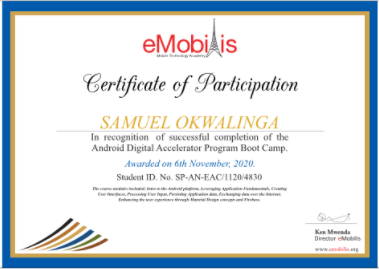 eMobilis
Mobile Technology Academy
Certificate of Participation
SAMUEL OKWALINGA
In recognition of successful completion of the
Android Digital Accelerator Program Boot Camp.
Awarded on 6th November, 2020.
Student ID. No. SP-AN-EAC/1120/4830
The course modules included; Intro to the Android platform, Leveraging Application Fundamentals, Creating
User Interfaces, Processing User Input, Persisting Application data, Exchanging data over the Internet,
Enhancing the user experience through Material Design concepts and Firebase.
Ken Mwenda
Director eMobilis
www.emobilis.org